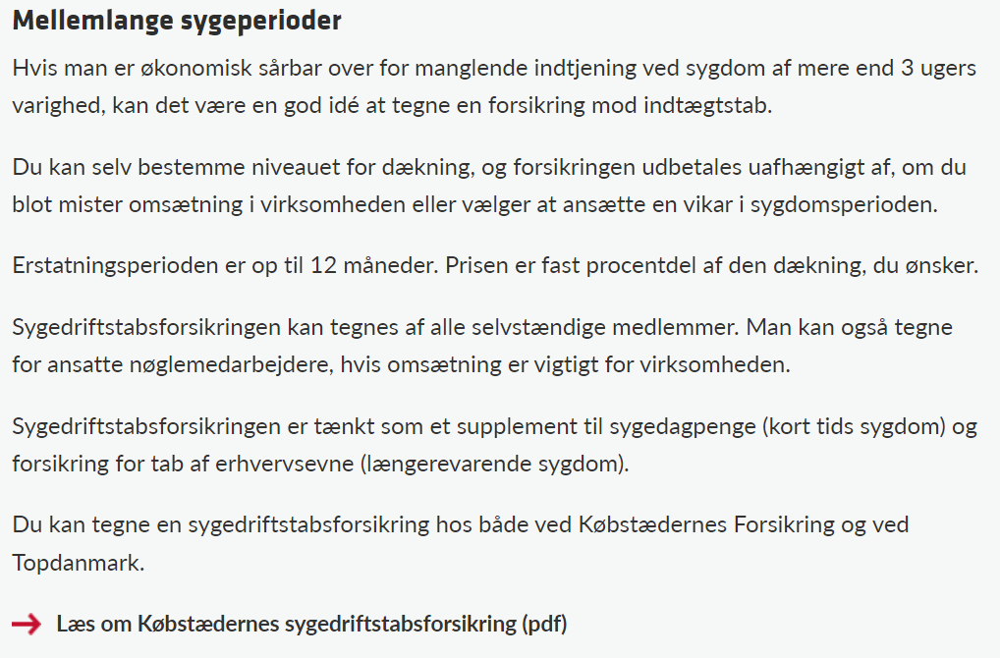 Mellemlange sygeperioder
Hvis man er økonomisk sårbar over for manglende indtjening ved sygdom af mere end 3 ugers
varighed, kan det være en god idé at tegne en forsikring mod indtægtstab.
Du kan selv bestemme niveauet for dækning, og forsikringen udbetales uafhængigt af, om du
blot mister omsætning i virksomheden eller vælger at ansætte en vikar i sygdomsperioden.
Erstatningsperioden er op til 12 måneder. Prisen er fast procentdel af den dækning, du ønsker.
Sygedriftstabsforsikringen kan tegnes af alle selvstændige medlemmer. Man kan også tegne
for ansatte nøglemedarbejdere, hvis omsætning er vigtigt for virksomheden.
Sygedriftstabsforsikringen er tænkt som et supplement til sygedagpenge (kort tids sygdom) og
forsikring for tab af erhvervsevne (længerevarende sygdom).
Du kan tegne en sygedriftstabsforsikring hos både ved Købstædernes Forsikring og ved
Topdanmark.
Læs om Købstædernes sygedriftstabsforsikring (pdf)